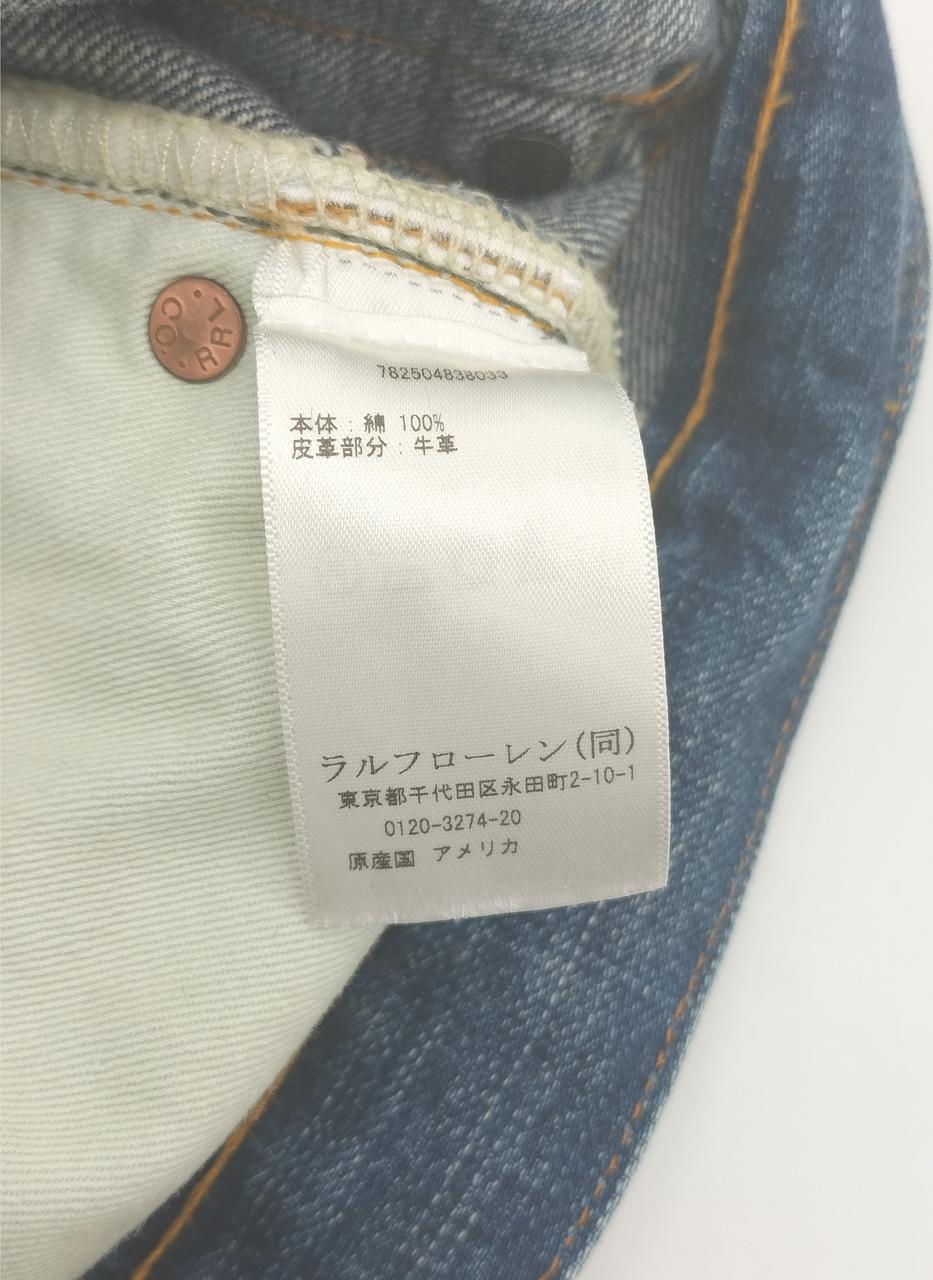 RRL
CO.
782504838033
本体：綿 100%
皮革部分：牛革
ラルフローレン(同)
東京都千代田区永田町2-10-1
0120-3274-20
原産国 アメリカ